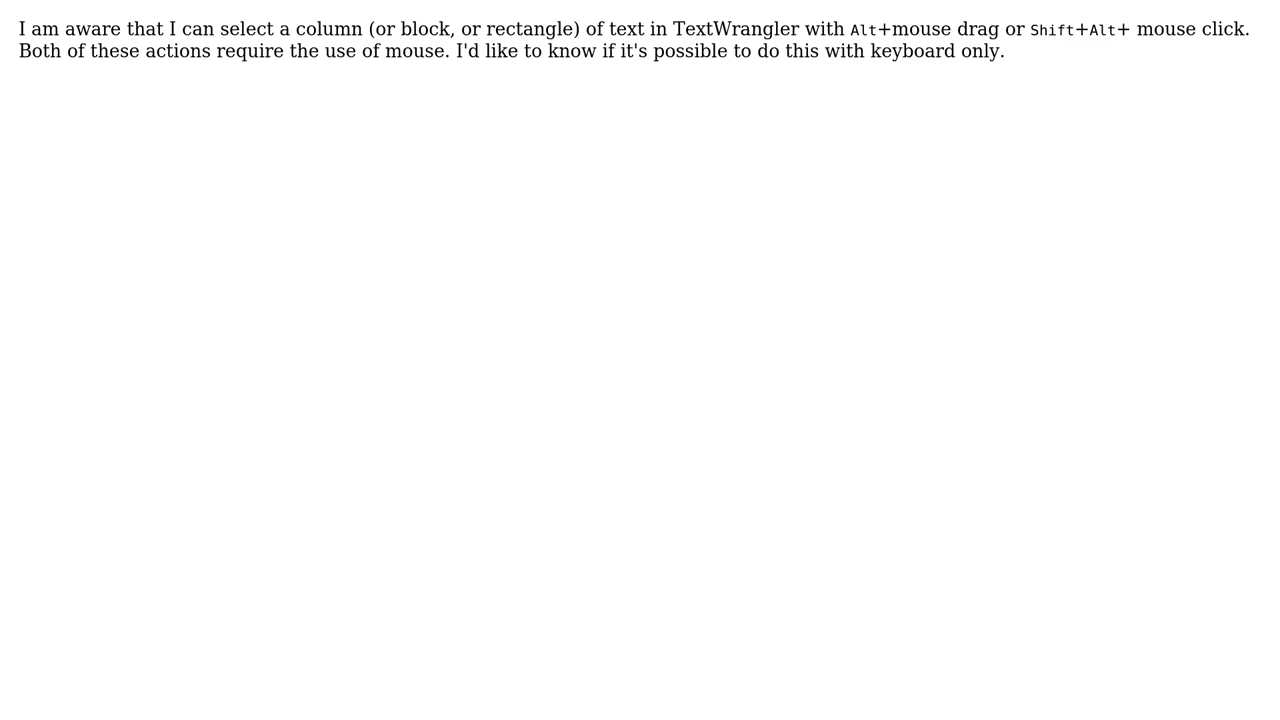 I am aware that I can select a column (or block, or rectangle) of text in TextWrangler with Alt+mouse drag or Shift+Alt+ mouse click.
Both of these actions require the use of mouse. I'd like to know if it's possible to do this with keyboard only.